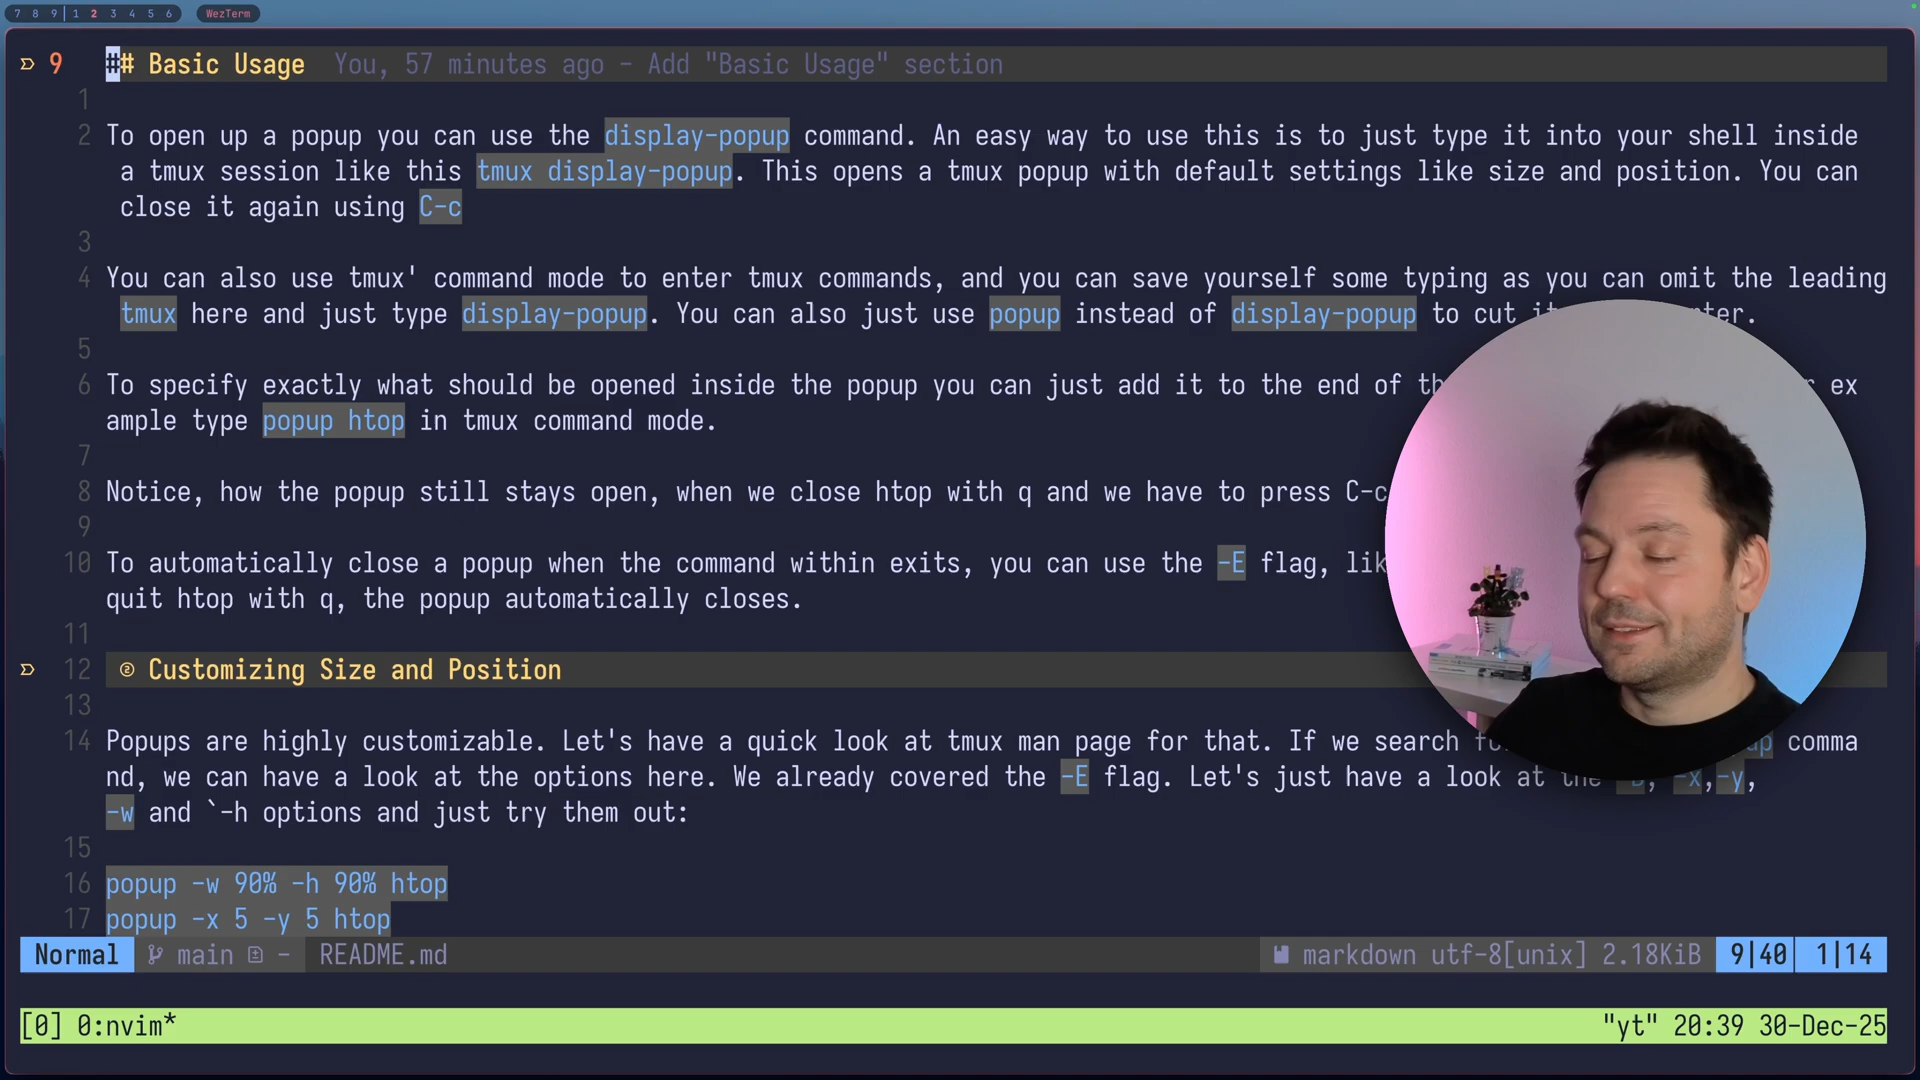 7 8 9 | 1 2 3 4 5 6 WezTerm
9 ## Basic Usage You, 57 minutes ago - Add "Basic Usage" section
1
2 To open up a popup you can use the display-popup command. An easy way to use this is to just type it into your shell inside
a tmux session like this tmux display-popup. This opens a tmux popup with default settings like size and position. You can
close it again using C-c
3
4 You can also use tmux' command mode to enter tmux commands, and you can save yourself some typing as you can omit the leading
tmux here and just type display-popup. You can also just use popup instead of display-popup to cut
5
6 To specify exactly what should be opened inside the popup you can just add it to the end of ex
ample type popup htop in tmux command mode.
7
8 Notice, how the popup still stays open, when we close htop with q and we have to press C-c
9
10 To automatically close a popup when the command within exits, you can use the -E flag,
quit htop with q, the popup automatically closes.
11
12 ② Customizing Size and Position
13
14 Popups are highly customizable. Let's have a quick look at tmux man page for that. If we search comma
nd, we can have a look at the options here. We already covered the -E flag. Let's just have a look at the -x,-y,
-w and `-h options and just try them out:
15
16 popup -w 90% -h 90% htop
17 popup -x 5 -y 5 htop
Normal main - README.md markdown utf-8[unix] 2.18KiB 9|40 1|14
[0] 0:nvim* "yt" 20:39 30-Dec-25